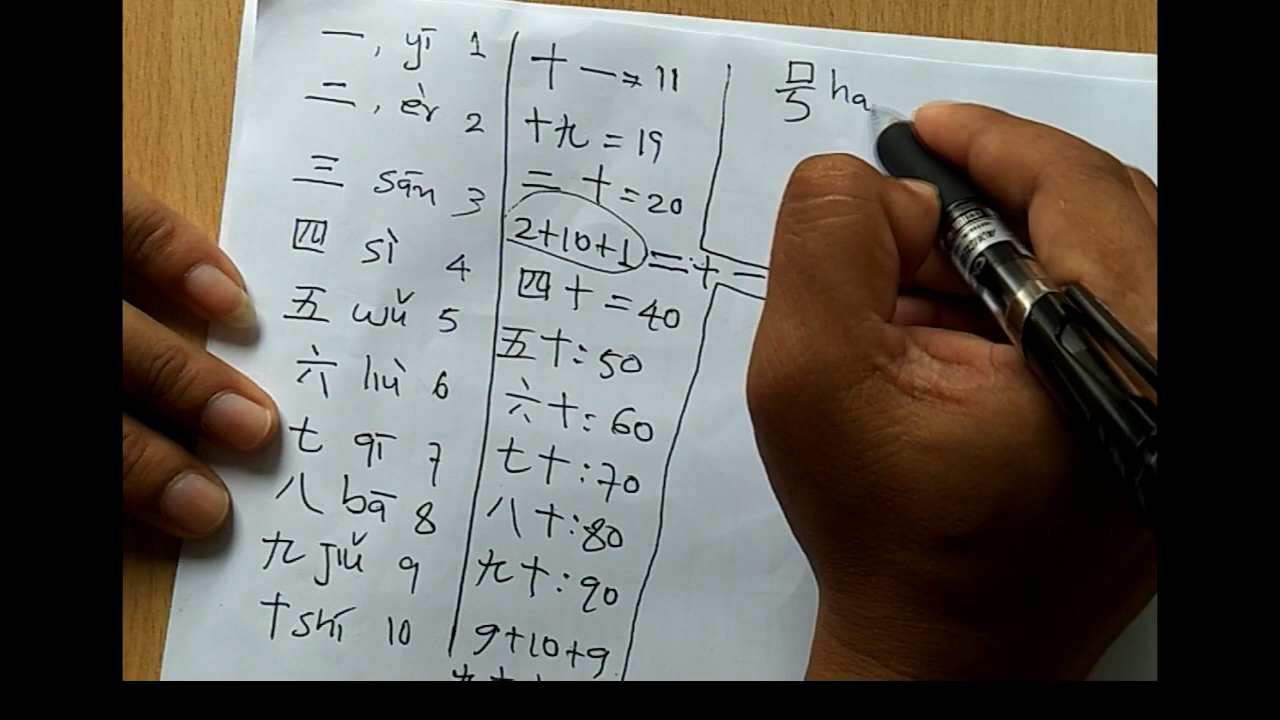 一, yī 1
二, èr 2
三 sān 3
四 sì 4
五 wǔ 5
六 liù 6
七 qī 7
八 bā 8
九 Jiǔ 9
十 shí 10
十一⇒11
十九=19
二十=20
2+10+1=二十一
四十=40
五十:50
六十:60
七十:70
八十:80
九十:90
9+10+9
九十
号 ha